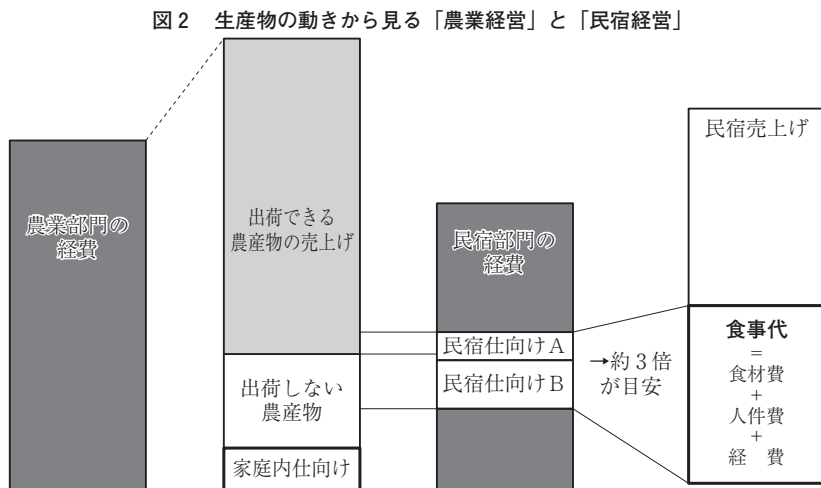 図2 生産物の動きから見る「農業経営」と「民宿経営」
農業部門の
経費
出荷できる
農産物の売上げ
出荷しない
農産物
家庭内仕向け
民宿部門の
経費
民宿仕向けA
民宿仕向けB
→約3倍
が目安
民宿売上げ
食事代
=
食材費
+
人件費
+
経 費